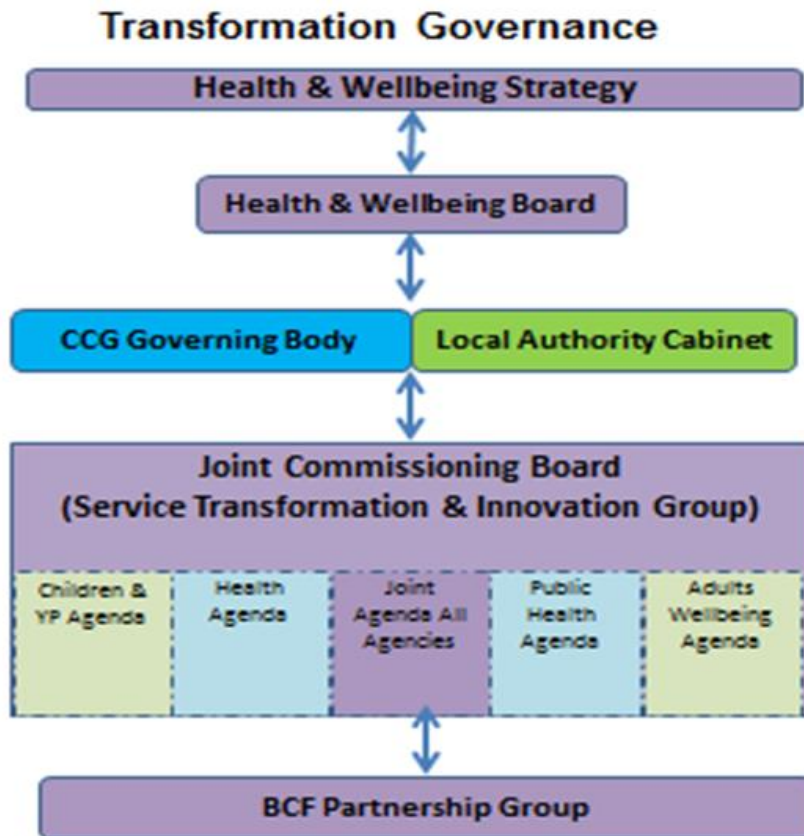 Transformation Governance
Health & Wellbeing Strategy
Health & Wellbeing Board
CCG Governing Body
Local Authority Cabinet
Joint Commissioning Board
(Service Transformation & Innovation Group)
Children &
YP Agenda
Health
Agenda
Joint
Agenda All
Agencies
Public
Health
Agenda
Adults
Wellbeing
Agenda
BCF Partnership Group